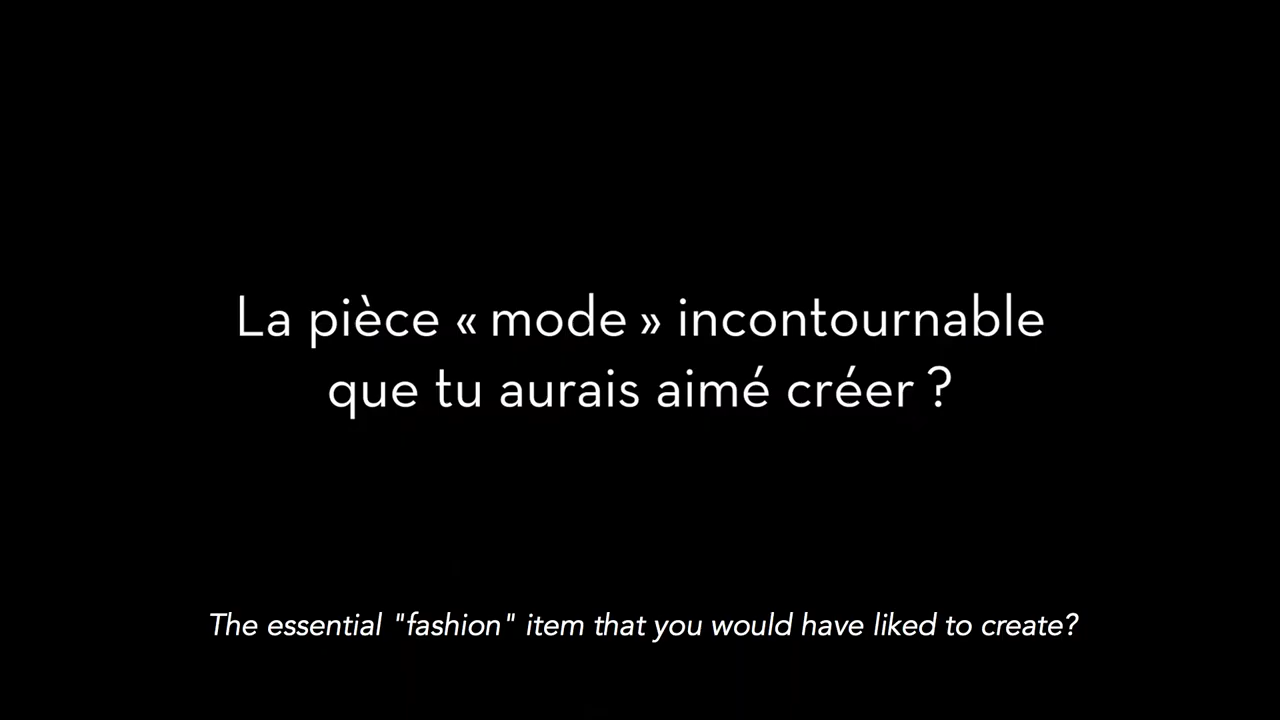 La pièce « mode » incontournable
que tu aurais aimé créer ?
The essential "fashion" item that you would have liked to create?